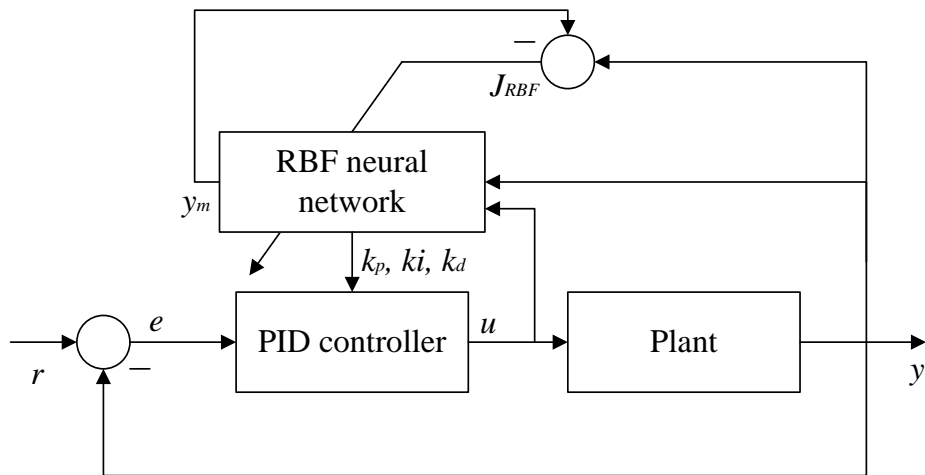 −
J_RBF
RBF neural
network
y_m
k_p, ki, k_d
e
u
PID controller
Plant
r
−
y